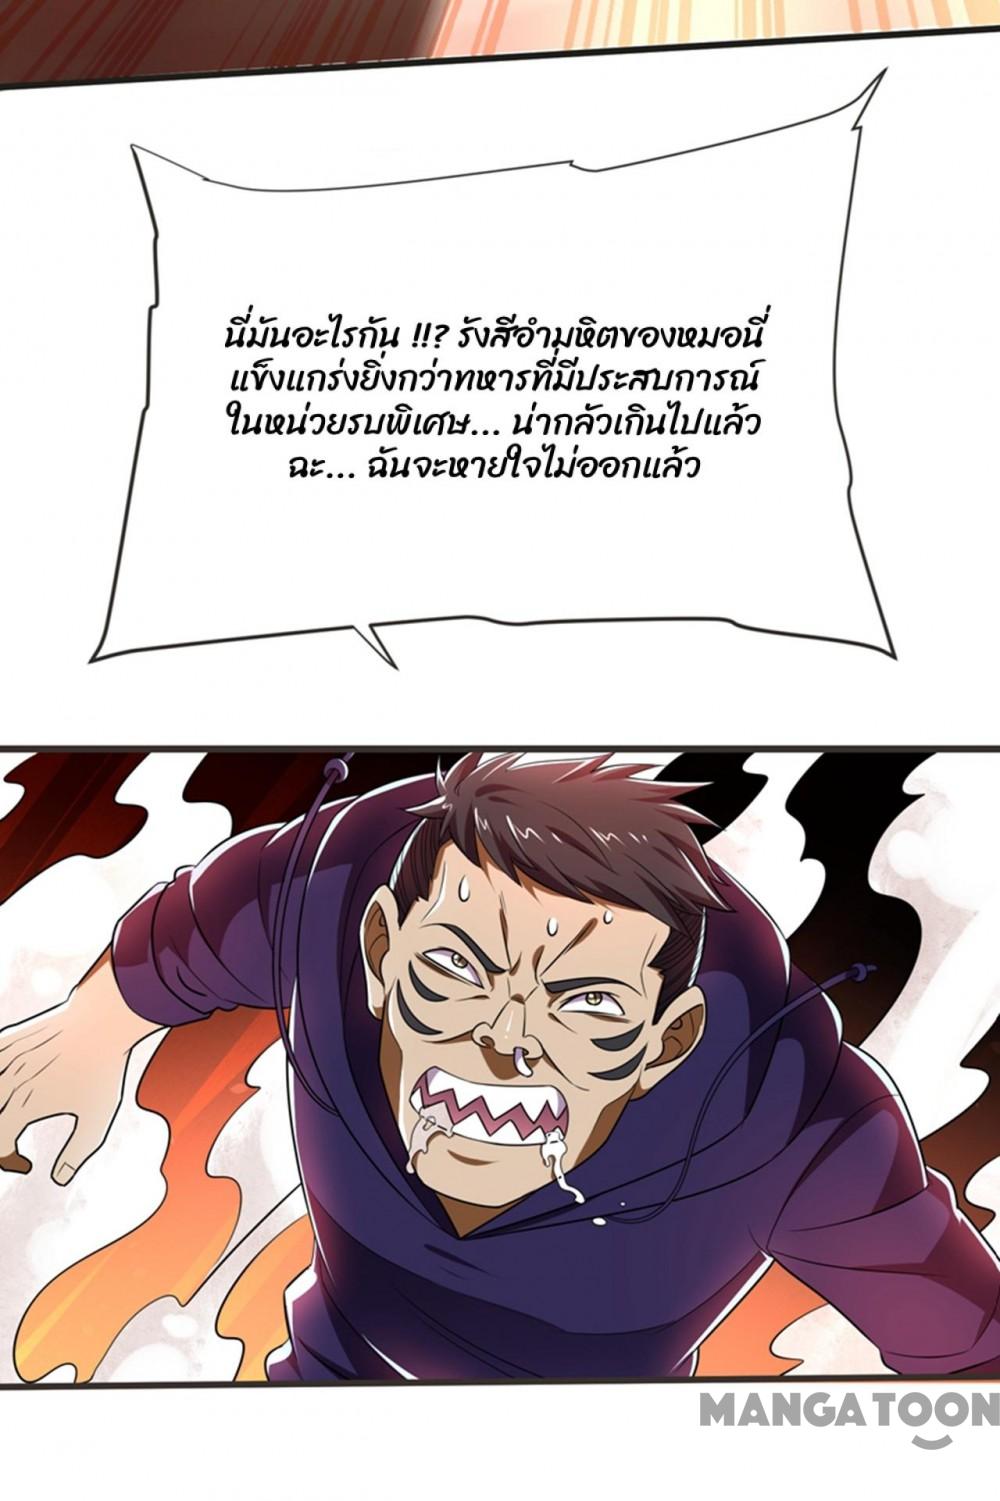 นี่มันอะไรกัน !!? รังสีอำมหิตของหมอนี่
แข็งแกร่งยิ่งกว่าทหารที่มีประสบการณ์
ในหน่วยรบพิเศษ... น่ากลัวเกินไปแล้ว
ฉะ... ฉันจะหายใจไม่ออกแล้ว
MANGATOON